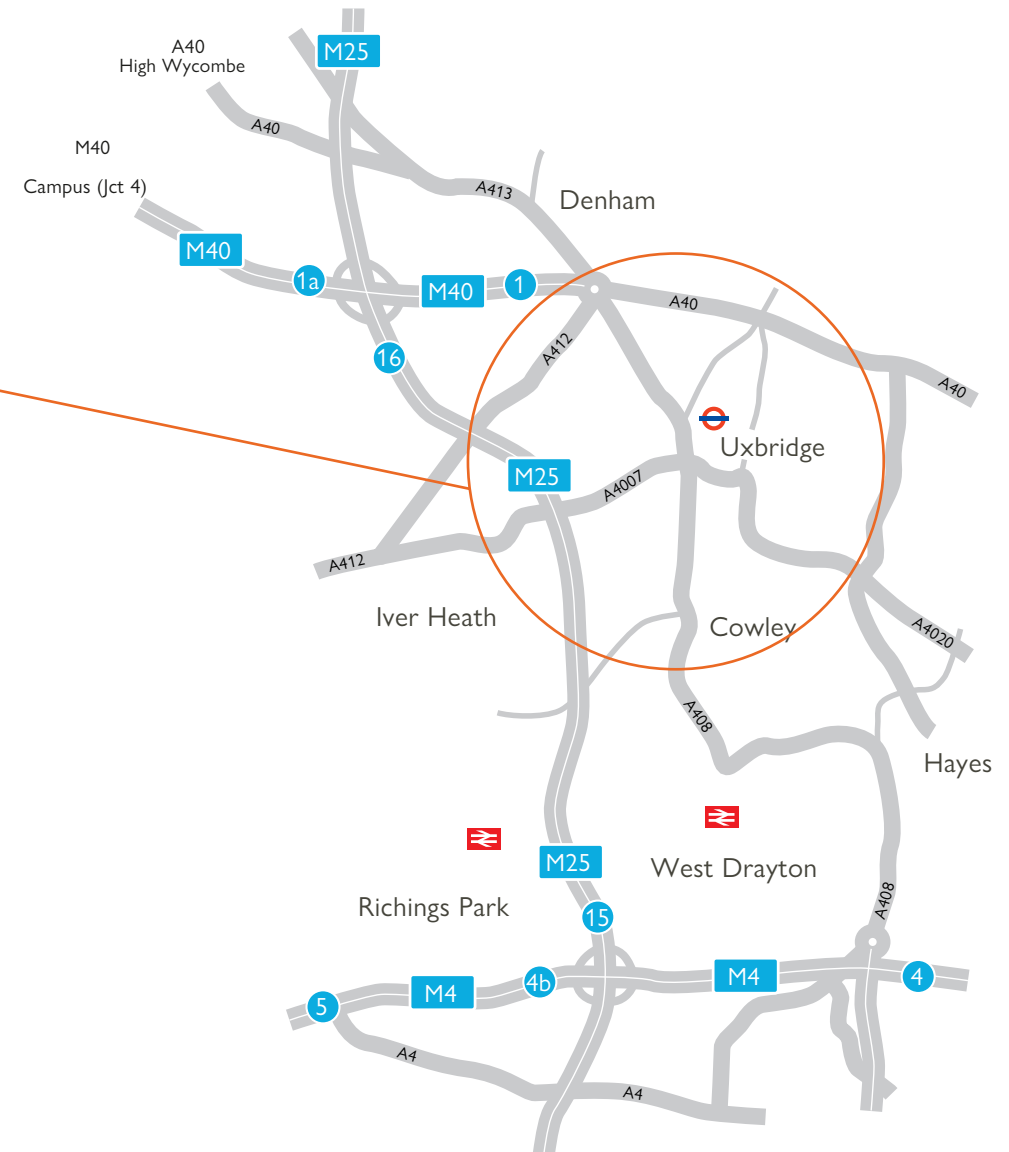 A40
High Wycombe
M25
A40
M40
Campus (Jct 4)
A413
Denham
M40
1a
M40
1
A40
A412
16
A40
Uxbridge
M25
A4007
A412
Iver Heath
Cowley
A4020
A408
Hayes
M25
West Drayton
Richings Park
A408
15
M4
4b
M4
4
5
A4
A4